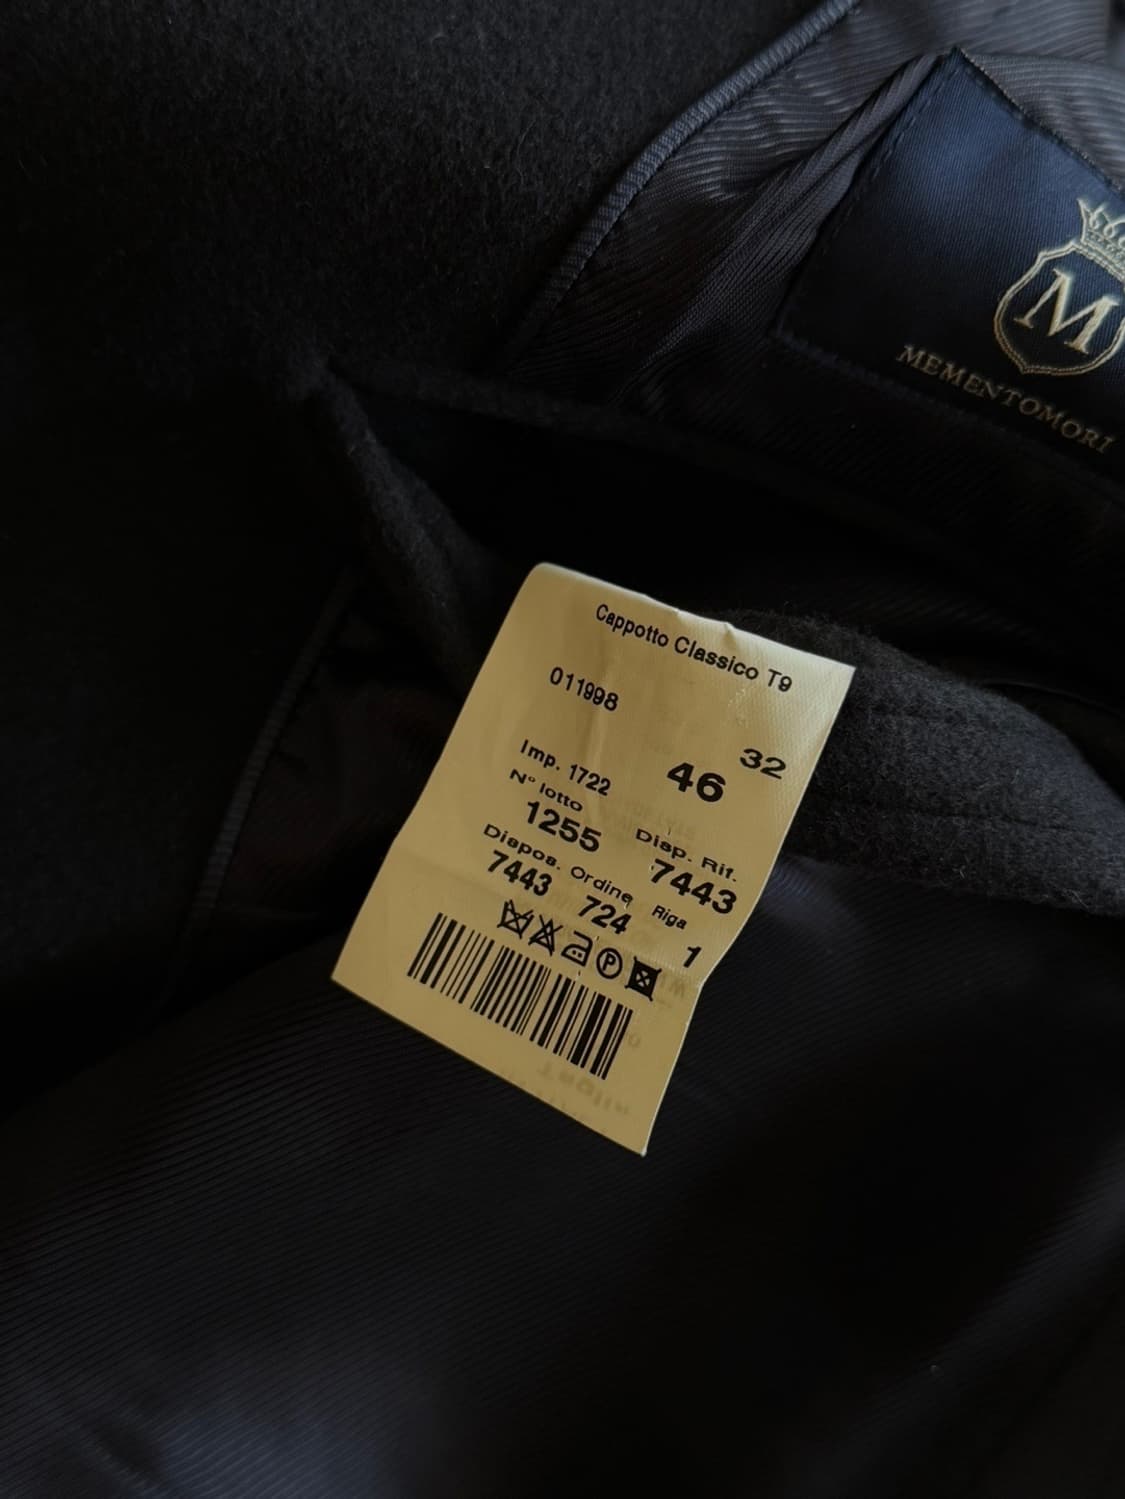 M
MEMENTOMORI
Cappotto Classico T9
011998
32
Imp. 1722 46
N° lotto
1255 Disp. Rif.
Dispos. Ordine 7443
7443 724 Riga
1
P